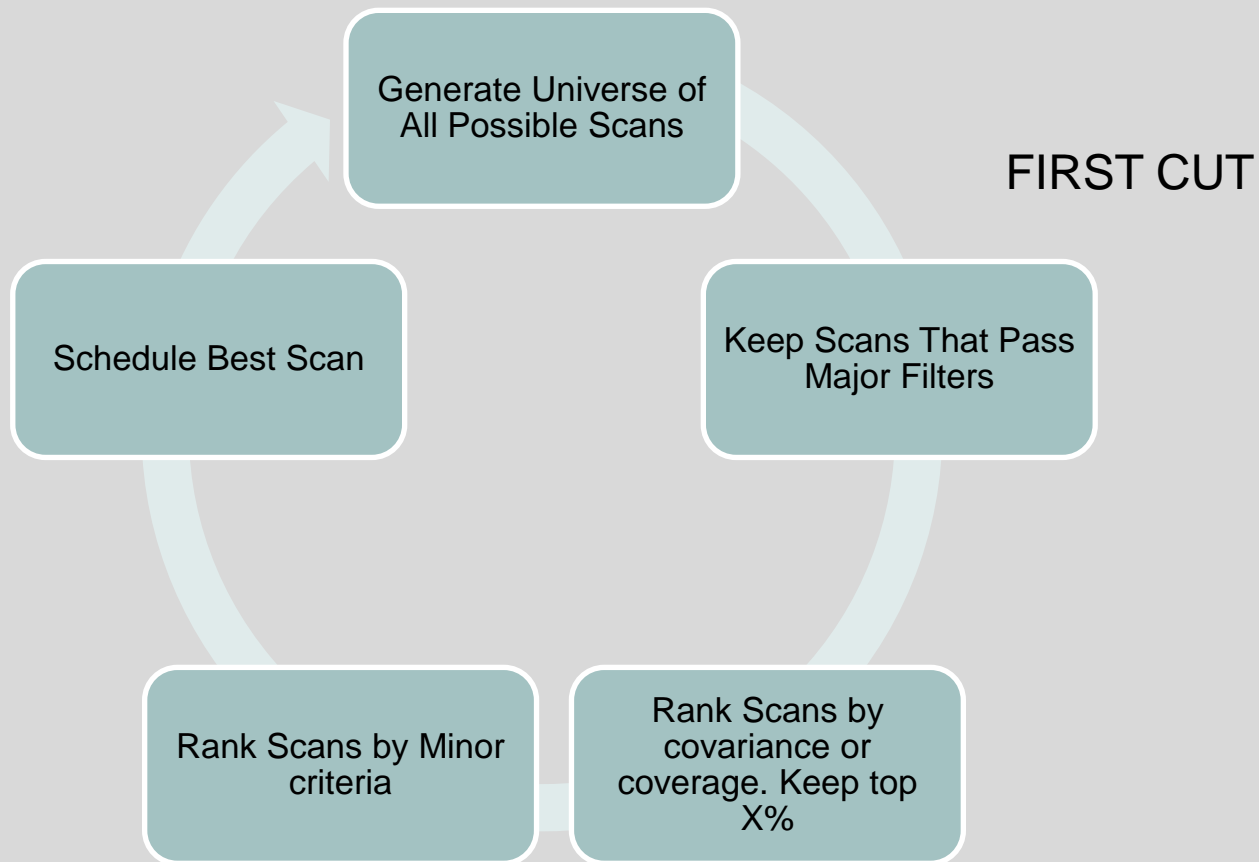 Generate Universe of
All Possible Scans
FIRST CUT
Keep Scans That Pass
Major Filters
Rank Scans by
covariance or
coverage. Keep top
X%
Rank Scans by Minor
criteria
Schedule Best Scan